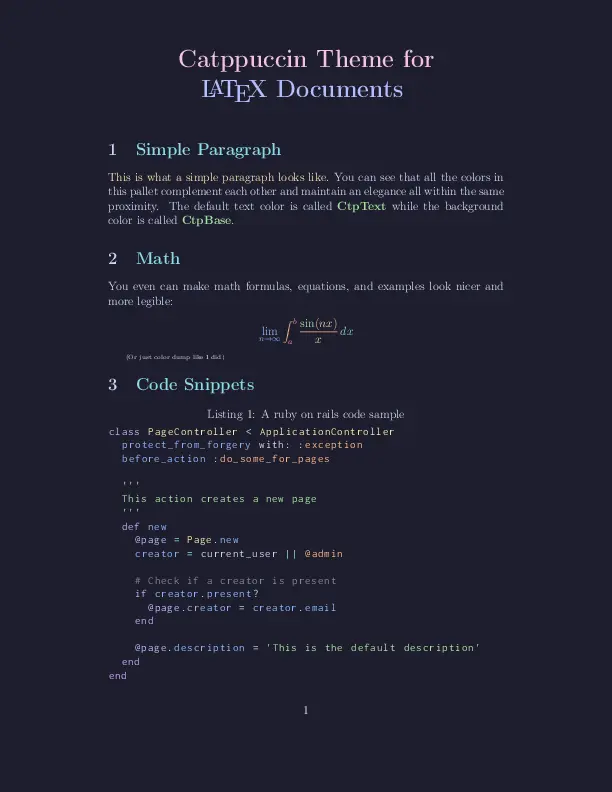 Catppuccin Theme for
LATEX Documents
1 Simple Paragraph
This is what a simple paragraph looks like. You can see that all the colors in
this pallet complement each other and maintain an elegance all within the same
proximity. The default text color is called CtpText while the background
color is called CtpBase.
2 Math
You even can make math formulas, equations, and examples look nicer and
more legible:
lim n→∞ ∫ a b sin(nx) / x dx
(Or just color dump like I did)
3 Code Snippets
Listing 1: A ruby on rails code sample
class PageController < ApplicationController
  protect_from_forgery with: :exception
  before_action :do_some_for_pages
  '''
  This action creates a new page
  '''
  def new
    @page = Page.new
    creator = current_user || @admin
    # Check if a creator is present
    if creator.present?
      @page.creator = creator.email
    end
    @page.description = 'This is the default description'
  end
end
1